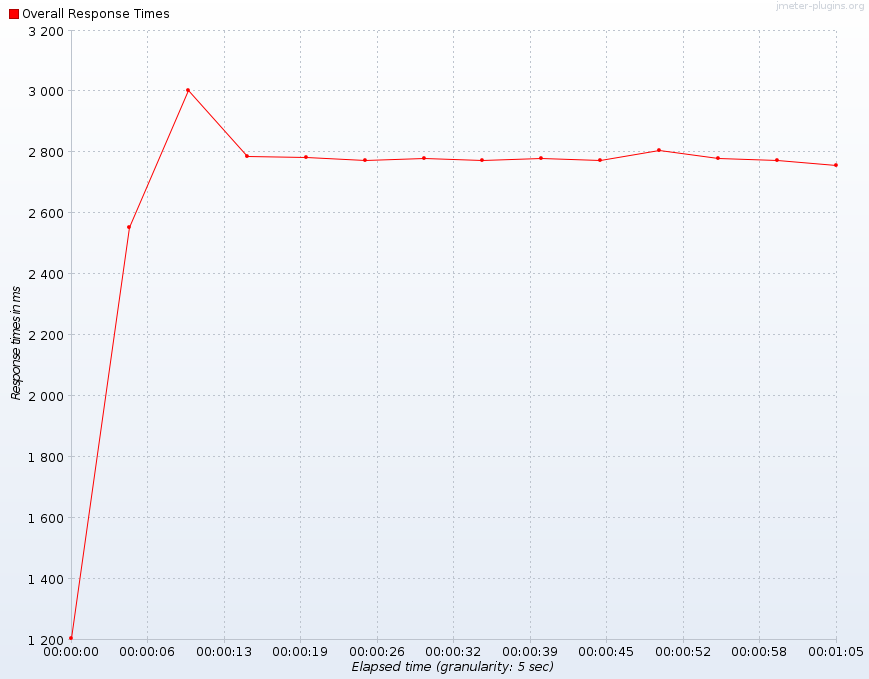 jmeter-plugins.org
Overall Response Times
3 200
3 000
2 800
2 600
2 400
2 200
2 000
1 800
1 600
1 400
1 200
Response times in ms
00:00:00 00:00:06 00:00:13 00:00:19 00:00:26 00:00:32 00:00:39 00:00:45 00:00:52 00:00:58 00:01:05
Elapsed time (granularity: 5 sec)